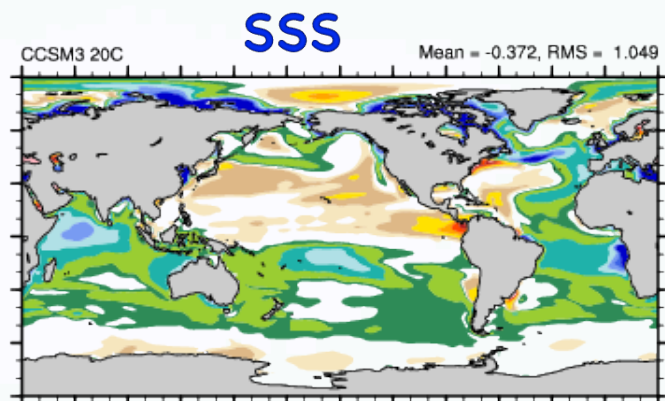 SSS
CCSM3 20C
Mean = -0.372, RMS = 1.049